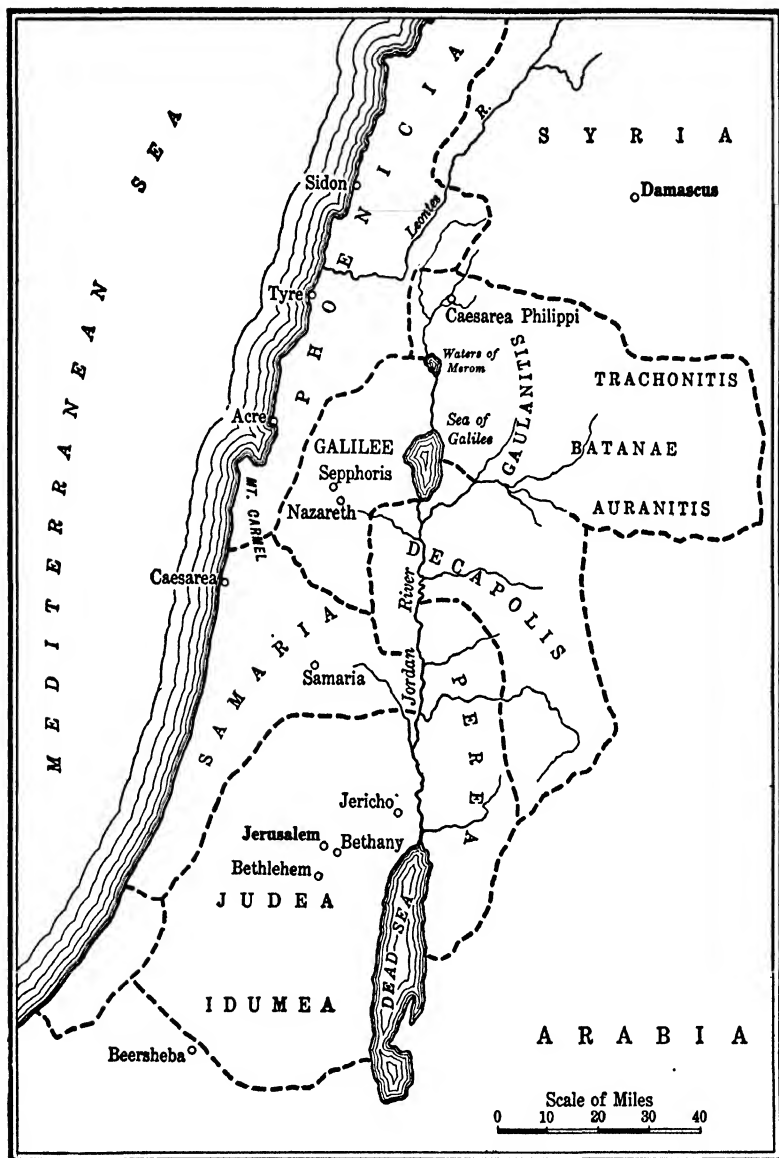 MEDITERRANEAN SEA
PHOENICIA
SYRIA
Damascus
Sidon
Leontes
R.
Tyre
Caesarea Philippi
Waters of
Merom
TRACHONITIS
GAULANITIS
Acre
Sea of
Galilee
GALILEE
BATANAE
Sepphoris
AURANITIS
Nazareth
MT. CARMEL
DECAPOLIS
Caesarea
River
Jordan
SAMARIA
Samaria
PEREA
Jericho
Jerusalem
Bethany
Bethlehem
JUDEA
DEAD SEA
IDUMEA
Beersheba
ARABIA
Scale of Miles
0 10 20 30 40